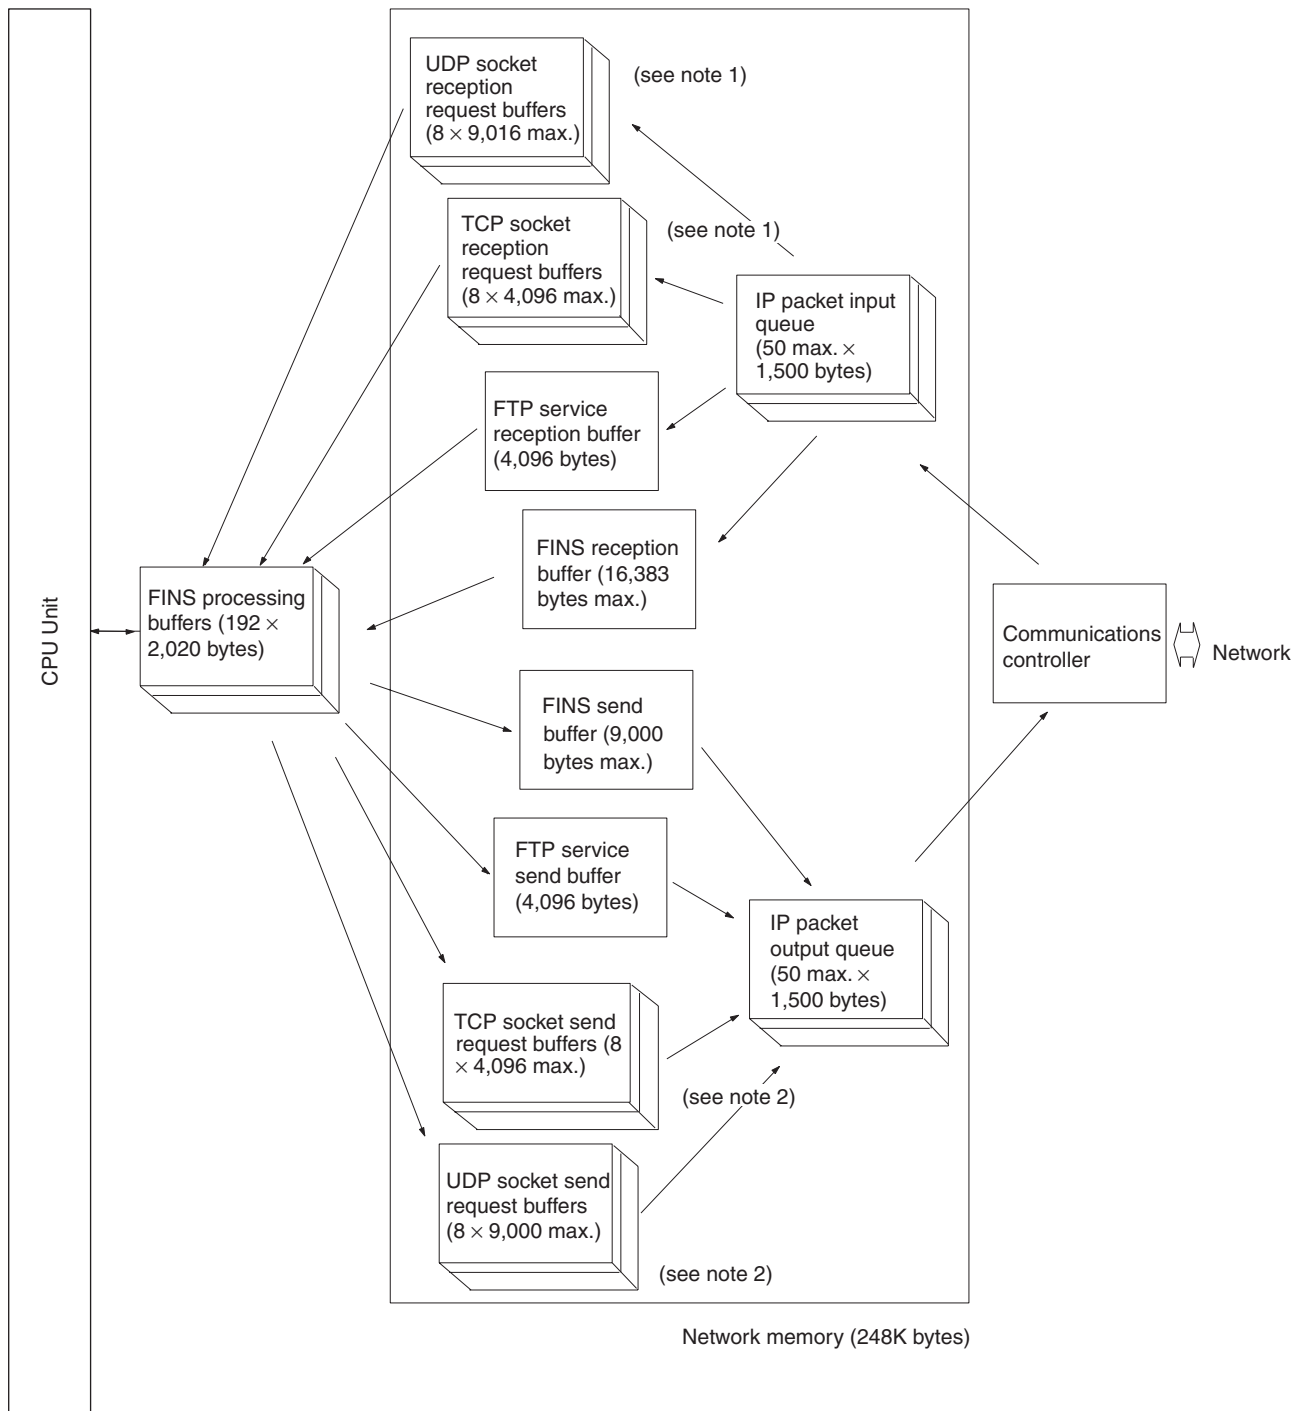 UDP socket
reception
request buffers
(8 × 9,016 max.)
(see note 1)
TCP socket
reception
request buffers
(8 × 4,096 max.)
(see note 1)
IP packet input
queue
(50 max. ×
1,500 bytes)
FTP service
reception buffer
(4,096 bytes)
FINS reception
buffer (16,383
bytes max.)
CPU Unit
FINS processing
buffers (192 ×
2,020 bytes)
Communications
controller
Network
FINS send
buffer (9,000
bytes max.)
FTP service
send buffer
(4,096 bytes)
IP packet
output queue
(50 max. ×
1,500 bytes)
TCP socket send
request buffers (8
× 4,096 max.)
(see note 2)
UDP socket send
request buffers
(8 × 9,000 max.)
(see note 2)
Network memory (248K bytes)